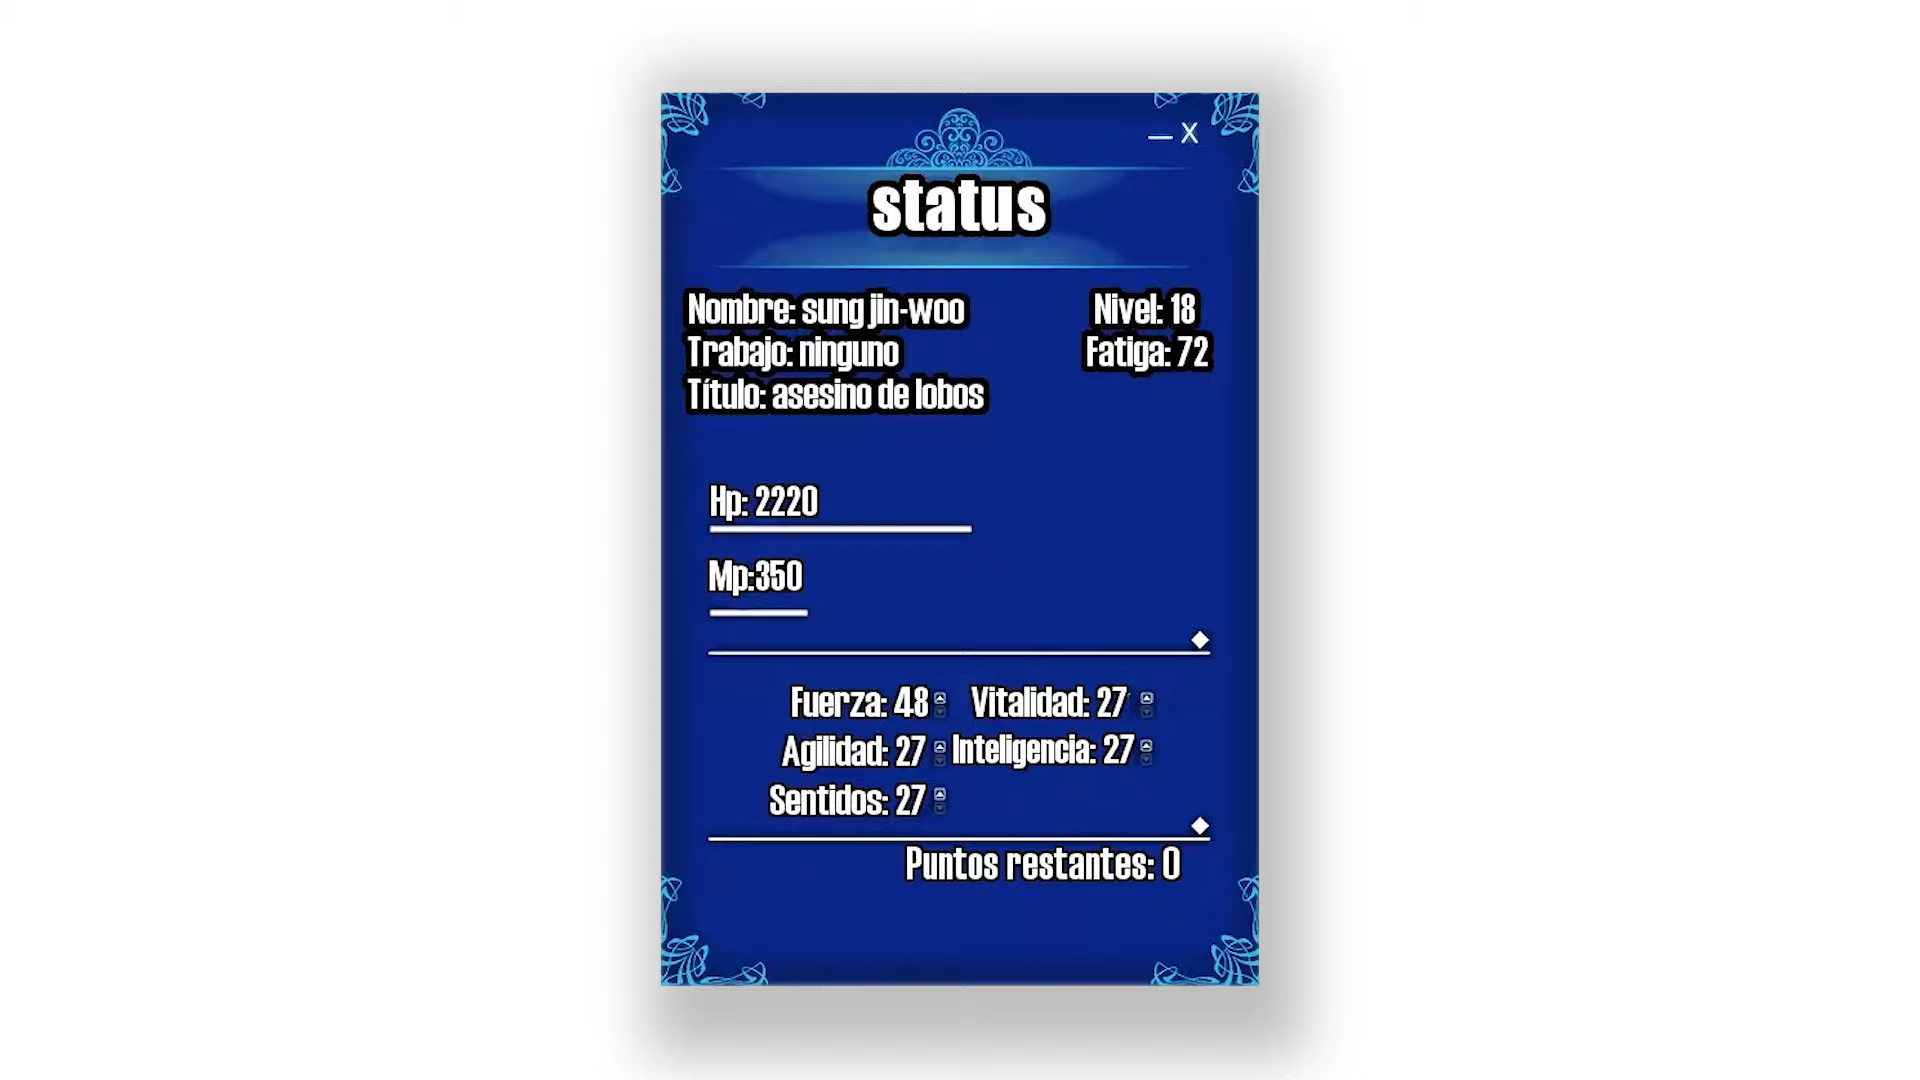 — X
status
Nombre: sung jin-woo Nivel: 18
Trabajo: ninguno Fatiga: 72
Título: asesino de lobos
Hp: 2220
Mp:350
Fuerza: 48 Vitalidad: 27
Agilidad: 27 Inteligencia: 27
Sentidos: 27
Puntos restantes: 0